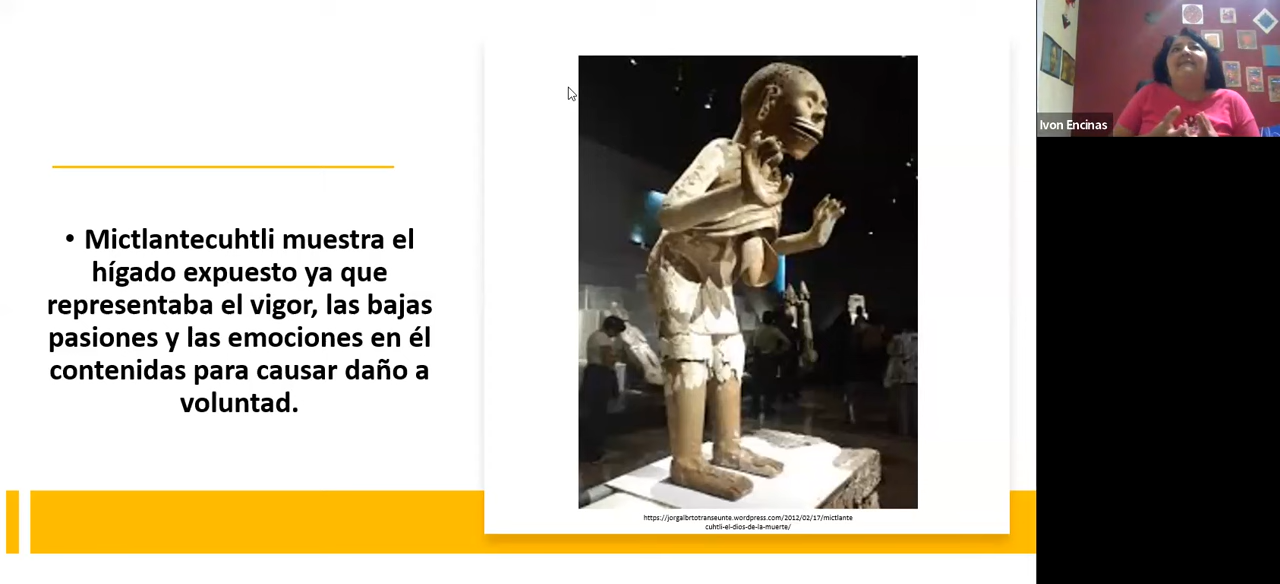 • Mictlantecuhtli muestra el
hígado expuesto ya que
representaba el vigor, las bajas
pasiones y las emociones en él
contenidas para causar daño a
voluntad.
https://jorgalbrtotranseunte.wordpress.com/2012/02/17/mictlante
cuhtli-el-dios-de-la-muerte/
Ivon Encinas